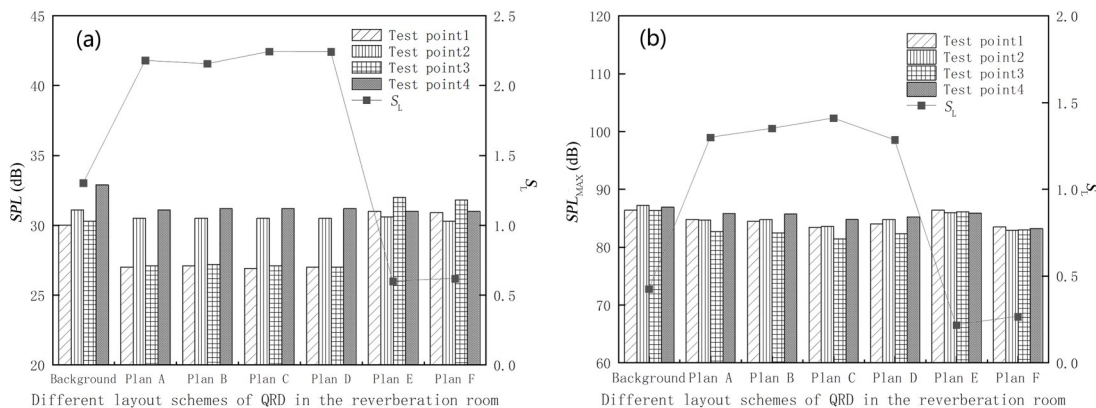 (a)
45
40
35
30
25
20
SPL (dB)
2.5
2.0
1.5
1.0
0.5
0.0
S_L
Test point1
Test point2
Test point3
Test point4
S_L
Background Plan A Plan B Plan C Plan D Plan E Plan F
Different layout schemes of QRD in the reverberation room
(b)
120
110
100
90
80
70
60
SPL_MAX (dB)
2.0
1.5
1.0
0.5
0.0
S_L
Test point1
Test point2
Test point3
Test point4
S_L
Background Plan A Plan B Plan C Plan D Plan E Plan F
Different layout schemes of QRD in the reverberation room